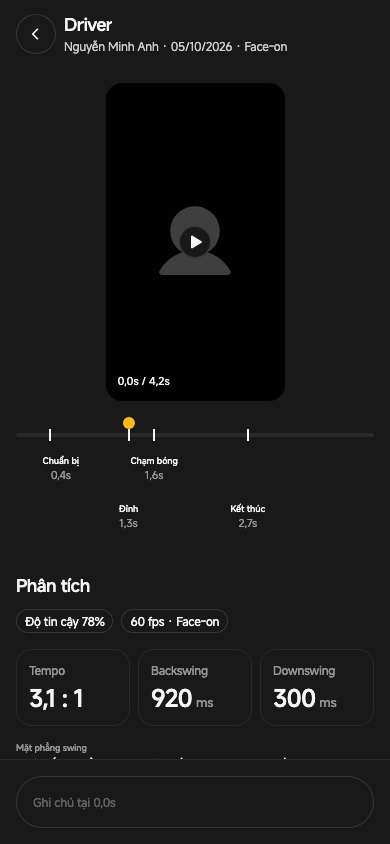 Driver
Nguyễn Minh Anh · 05/10/2026 · Face-on
0,0s / 4,2s
Chuẩn bị
0,4s
Chạm bóng
1,6s
Đỉnh
1,3s
Kết thúc
2,7s
Phân tích
Độ tin cậy 78%
60 fps · Face-on
Tempo
3,1 : 1
Backswing
920 ms
Downswing
300 ms
Mặt phẳng swing
Ghi chú tại 0,0s